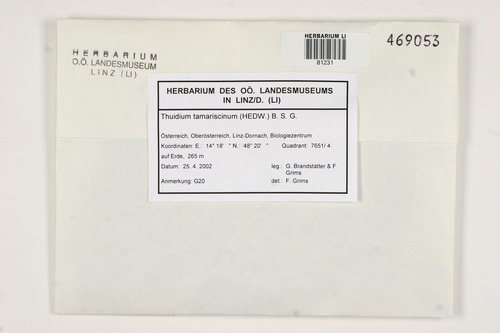 HERBARIUM
O.Ö. LANDESMUSEUM
LINZ (LI)
HERBARIUM LI
81231
469053
HERBARIUM DES OÖ. LANDESMUSEUMS
IN LINZ/D. (LI)
Thuidium tamariscinum (HEDW.) B. S. G.
Österreich, Oberösterreich, Linz-Dornach, Biologiezentrum
Koordinaten: E.: 14° 18' " N.: 48° 20' " Quadrant: 7651/ 4
auf Erde, 265 m
Datum: 25. 4. 2002 leg.: G. Brandstätter & F. Grims
Anmerkung: G20 det.: F. Grims